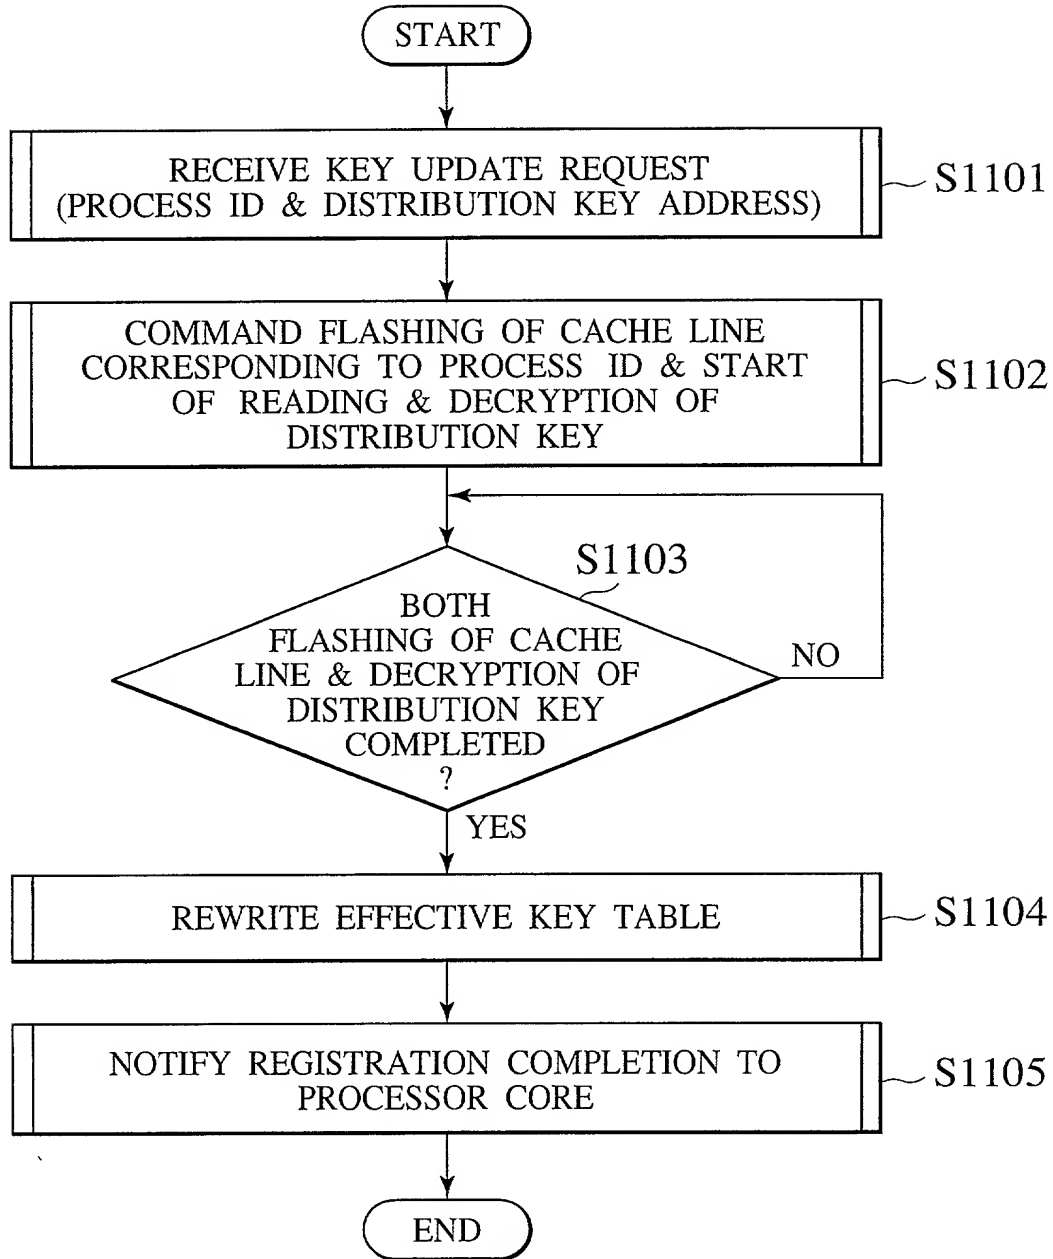 START
RECEIVE KEY UPDATE REQUEST
(PROCESS ID & DISTRIBUTION KEY ADDRESS)
S1101
COMMAND FLASHING OF CACHE LINE
CORRESPONDING TO PROCESS ID & START
OF READING & DECRYPTION OF
DISTRIBUTION KEY
S1102
S1103
BOTH
FLASHING OF CACHE
LINE & DECRYPTION OF
DISTRIBUTION KEY
COMPLETED
?
NO
YES
REWRITE EFFECTIVE KEY TABLE
S1104
NOTIFY REGISTRATION COMPLETION TO
PROCESSOR CORE
S1105
END